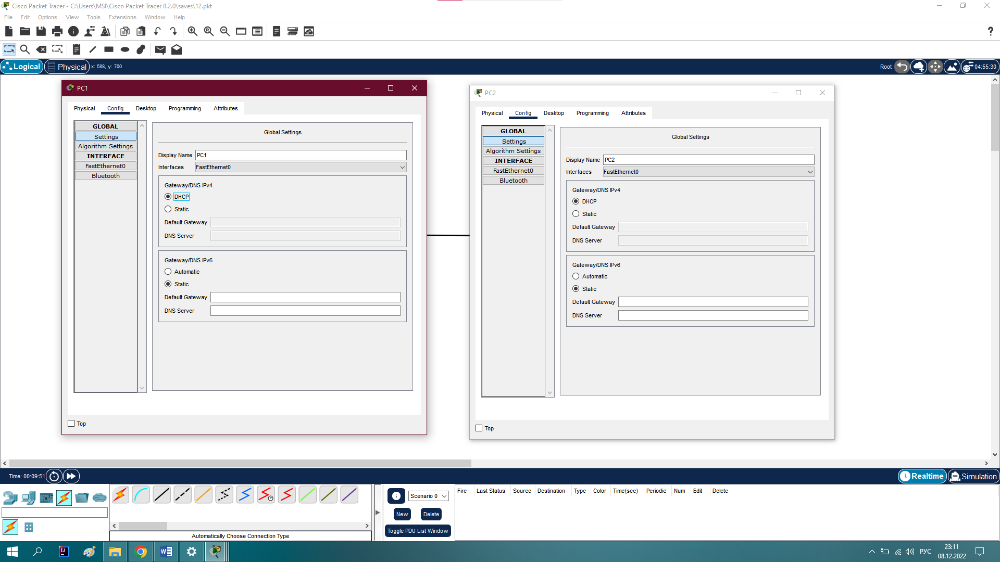 Cisco Packet Tracer - C:\Users\MSI\Cisco Packet Tracer 8.2.0\saves\12.pkt
File Edit Options View Tools Extensions Window Help
Logical Physical x: 588, y: 700 Root 04:55:30
PC1
Physical Config Desktop Programming Attributes
GLOBAL
Settings
Algorithm Settings
INTERFACE
FastEthernet0
Bluetooth
Global Settings
Display Name PC1
Interfaces FastEthernet0
Gateway/DNS IPv4
DHCP
Static
Default Gateway
DNS Server
Gateway/DNS IPv6
Automatic
Static
Default Gateway
DNS Server
Top
PC2
Physical Config Desktop Programming Attributes
GLOBAL
Settings
Algorithm Settings
INTERFACE
FastEthernet0
Bluetooth
Global Settings
Display Name PC2
Interfaces FastEthernet0
Gateway/DNS IPv4
DHCP
Static
Default Gateway
DNS Server
Gateway/DNS IPv6
Automatic
Static
Default Gateway
DNS Server
Top
Time: 00:09:51 Realtime Simulation
Automatically Choose Connection Type
Scenario 0
New Delete
Toggle PDU List Window
Fire Last Status Source Destination Type Color Time(sec) Periodic Num Edit Delete
РУС
23:11
08.12.2022